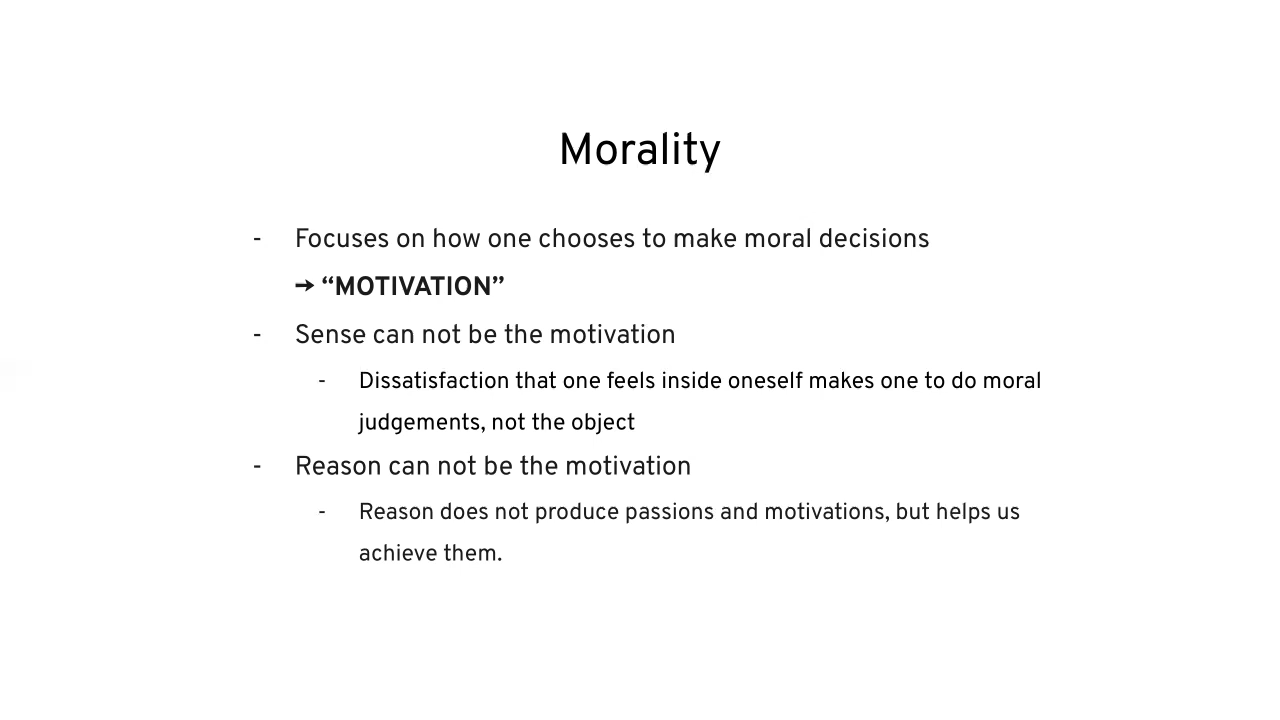 Morality
- Focuses on how one chooses to make moral decisions
→ “MOTIVATION”
- Sense can not be the motivation
- Dissatisfaction that one feels inside oneself makes one to do moral
judgements, not the object
- Reason can not be the motivation
- Reason does not produce passions and motivations, but helps us
achieve them.